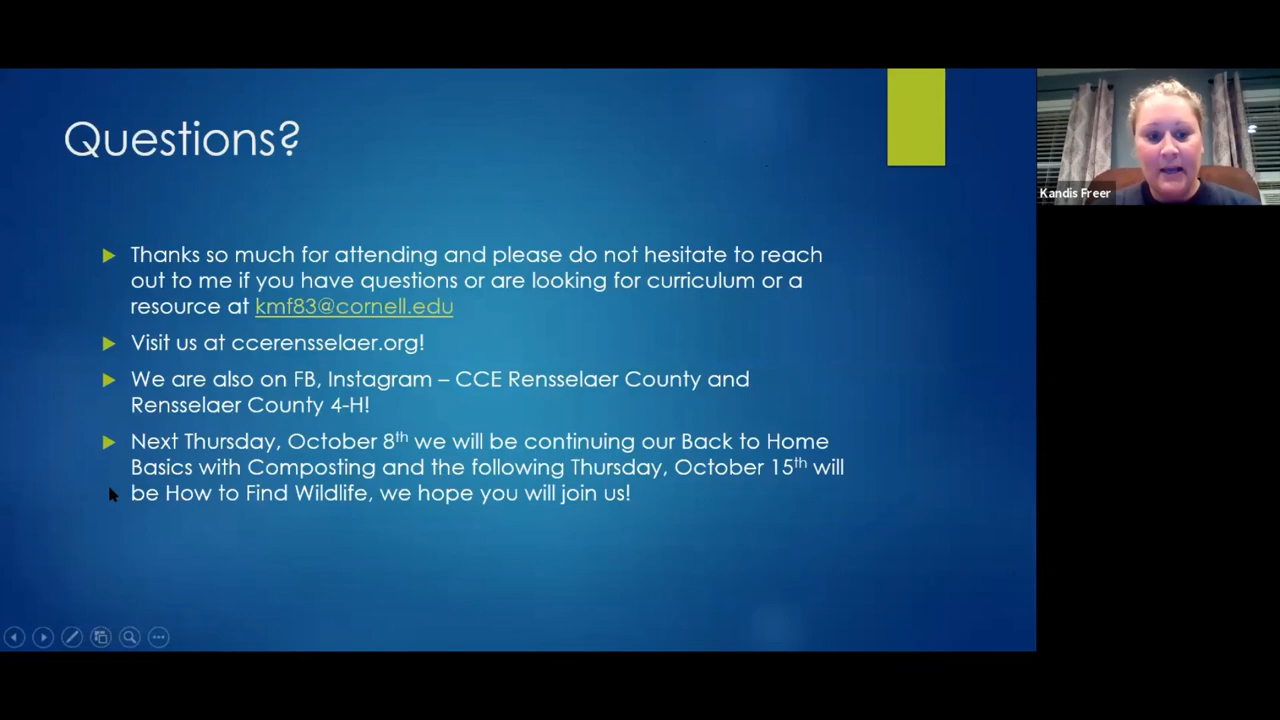 Questions?
Thanks so much for attending and please do not hesitate to reach
out to me if you have questions or are looking for curriculum or a
resource at kmf83@cornell.edu
Visit us at ccerensselaer.org!
We are also on FB, Instagram – CCE Rensselaer County and
Rensselaer County 4-H!
Next Thursday, October 8th we will be continuing our Back to Home
Basics with Composting and the following Thursday, October 15th will
be How to Find Wildlife, we hope you will join us!
Kandis Freer